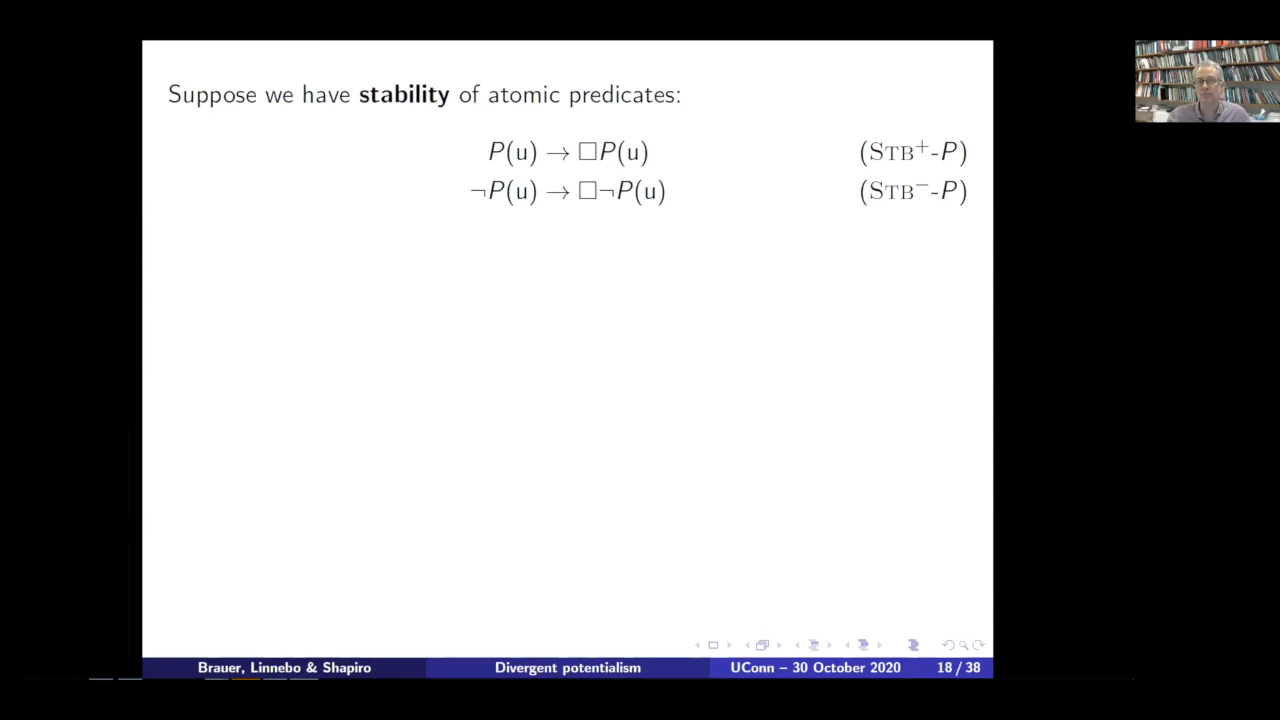 Suppose we have stability of atomic predicates:
P(u) → □P(u) (STB⁺-P)
¬P(u) → □¬P(u) (STB⁻-P)
Brauer, Linnebo & Shapiro Divergent potentialism UConn – 30 October 2020 18 / 38